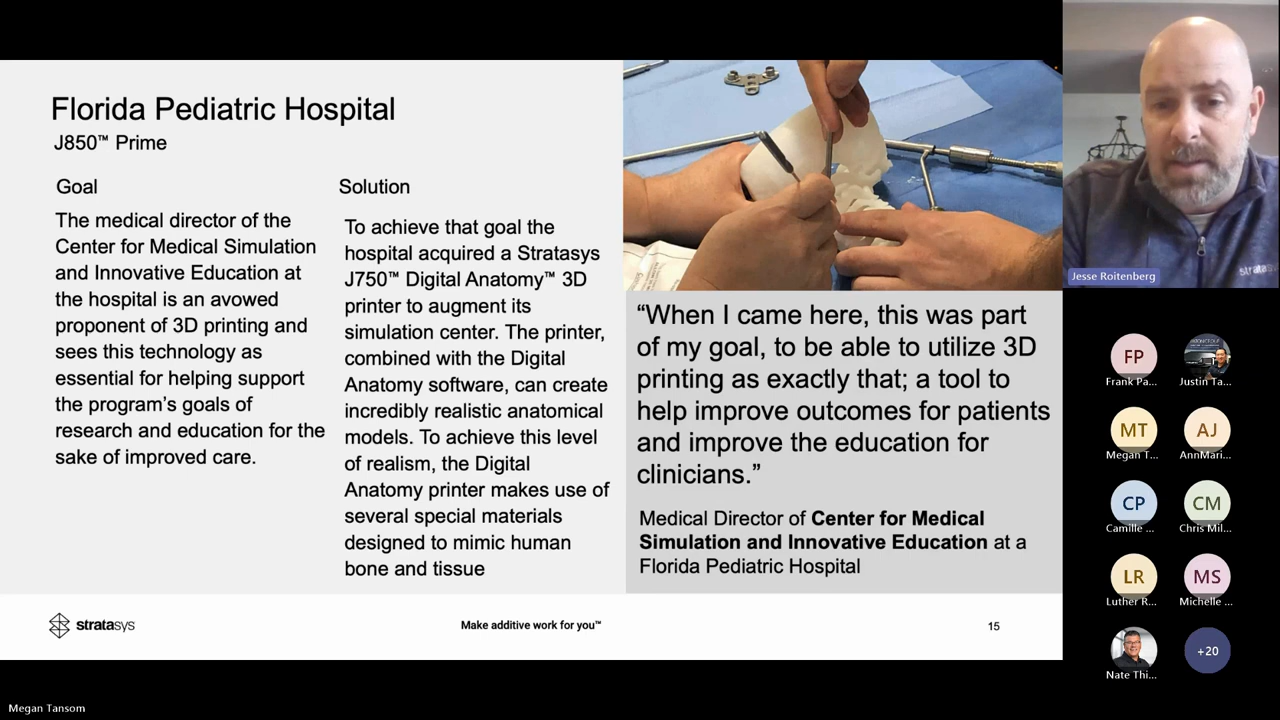 Florida Pediatric Hospital
J850™ Prime
Goal
The medical director of the
Center for Medical Simulation
and Innovative Education at
the hospital is an avowed
proponent of 3D printing and
sees this technology as
essential for helping support
the program's goals of
research and education for the
sake of improved care.
Solution
To achieve that goal the
hospital acquired a Stratasys
J750™ Digital Anatomy™ 3D
printer to augment its
simulation center. The printer,
combined with the Digital
Anatomy software, can create
incredibly realistic anatomical
models. To achieve this level
of realism, the Digital
Anatomy printer makes use of
several special materials
designed to mimic human
bone and tissue
“When I came here, this was part
of my goal, to be able to utilize 3D
printing as exactly that; a tool to
help improve outcomes for patients
and improve the education for
clinicians.”
Medical Director of Center for Medical
Simulation and Innovative Education at a
Florida Pediatric Hospital
stratasys
Make additive work for you™
15
stratasys
Jesse Roitenberg
FP
Frank Pa...
Justin Ta...
MT
Megan T...
AJ
AnnMari...
CP
Camille ...
CM
Chris Mil...
LR
Luther R...
MS
Michelle ...
Nate Thi...
+20
Megan Tansom